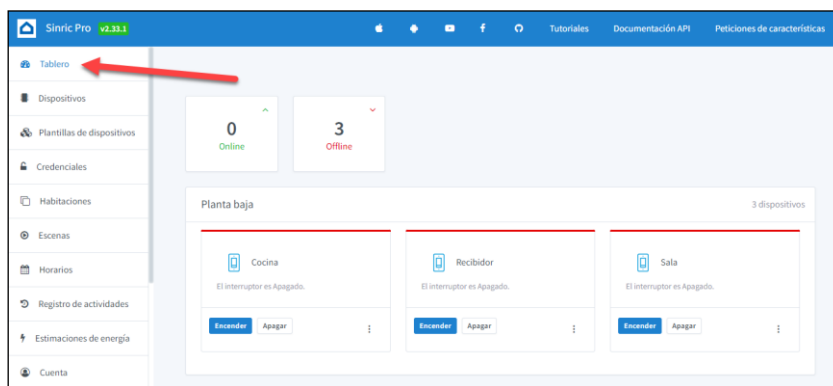 Sinric Pro v2.33.1
Tutoriales Documentación API Peticiones de características
Tablero
Dispositivos
Plantillas de dispositivos
Credenciales
Habitaciones
Escenas
Horarios
Registro de actividades
Estimaciones de energía
Cuenta
0
Online
3
Offline
Planta baja 3 dispositivos
Cocina
El interruptor es Apagado.
Encender Apagar
Recibidor
El interruptor es Apagado.
Encender Apagar
Sala
El interruptor es Apagado.
Encender Apagar